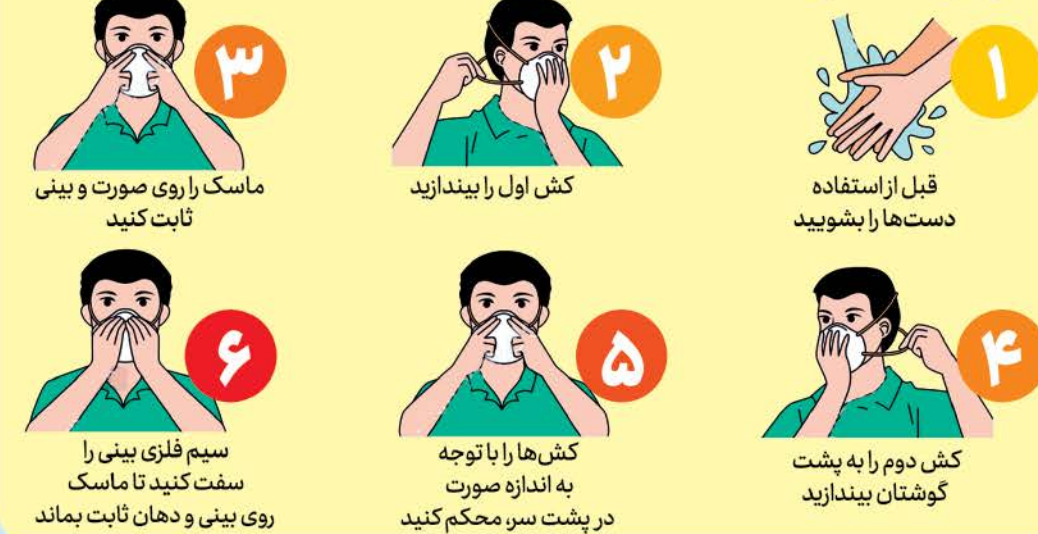 ۱
قبل از استفاده
دست‌ها را بشویید
۲
کش اول را بیندازید
۳
ماسک را روی صورت و بینی
ثابت کنید
۴
کش دوم را به پشت
گوشتان بیندازید
۵
کش‌ها را با توجه
به اندازه صورت
در پشت سر، محکم کنید
۶
سیم فلزی بینی را
سفت کنید تا ماسک
روی بینی و دهان ثابت بماند